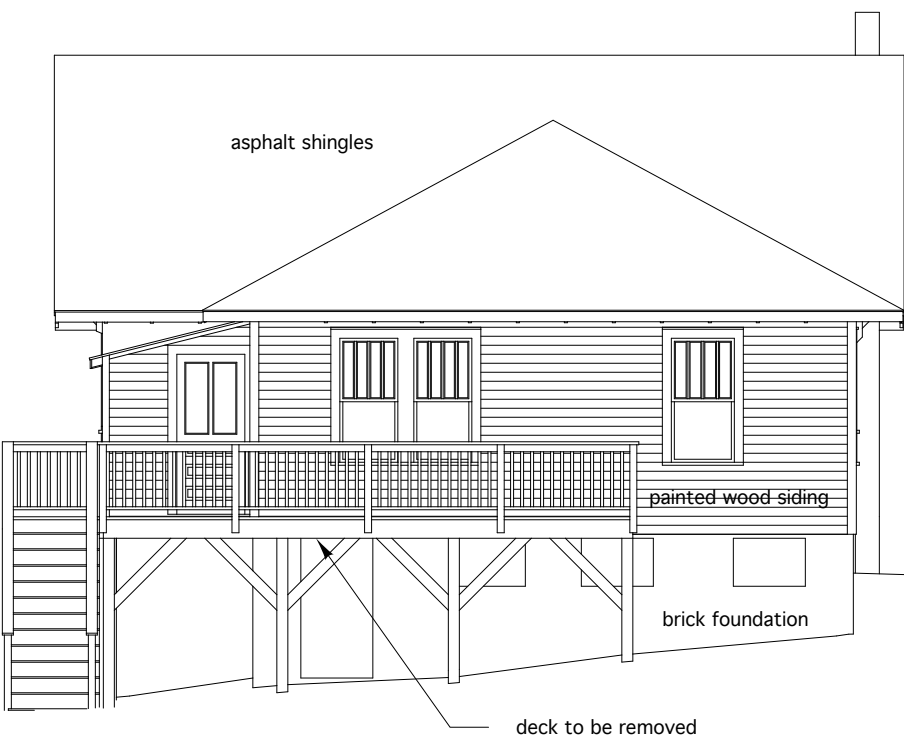 asphalt shingles
painted wood siding
brick foundation
deck to be removed